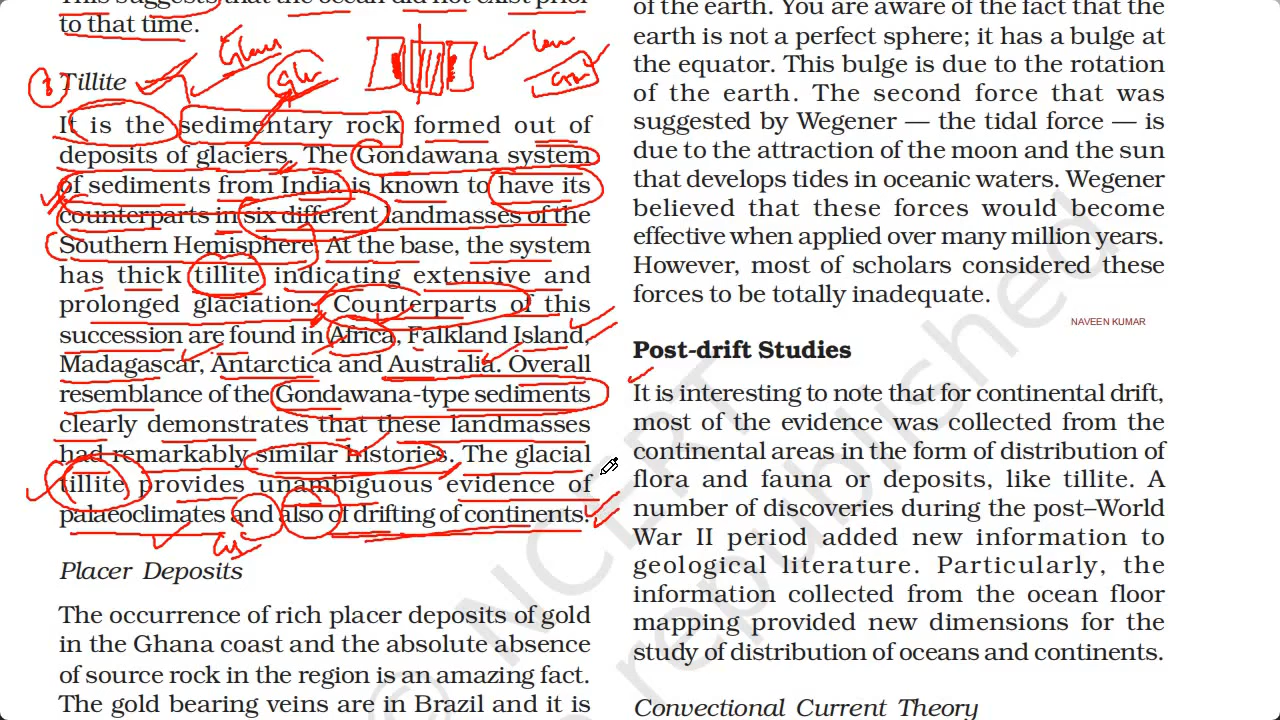 This suggests that the ocean did not exist prior
to that time.
Tillite
It is the sedimentary rock formed out of
deposits of glaciers. The Gondawana system
of sediments from India is known to have its
counterparts in six different landmasses of the
Southern Hemisphere. At the base, the system
has thick tillite indicating extensive and
prolonged glaciation. Counterparts of this
succession are found in Africa, Falkland Island,
Madagascar, Antarctica and Australia. Overall
resemblance of the Gondawana-type sediments
clearly demonstrates that these landmasses
had remarkably similar histories. The glacial
tillite provides unambiguous evidence of
palaeoclimates and also of drifting of continents.
Placer Deposits
The occurrence of rich placer deposits of gold
in the Ghana coast and the absolute absence
of source rock in the region is an amazing fact.
The gold bearing veins are in Brazil and it is
of the earth. You are aware of the fact that the
earth is not a perfect sphere; it has a bulge at
the equator. This bulge is due to the rotation
of the earth. The second force that was
suggested by Wegener — the tidal force — is
due to the attraction of the moon and the sun
that develops tides in oceanic waters. Wegener
believed that these forces would become
effective when applied over many million years.
However, most of scholars considered these
forces to be totally inadequate.
NAVEEN KUMAR
Post-drift Studies
It is interesting to note that for continental drift,
most of the evidence was collected from the
continental areas in the form of distribution of
flora and fauna or deposits, like tillite. A
number of discoveries during the post–World
War II period added new information to
geological literature. Particularly, the
information collected from the ocean floor
mapping provided new dimensions for the
study of distribution of oceans and continents.
Convectional Current Theory
© NCERT
republished